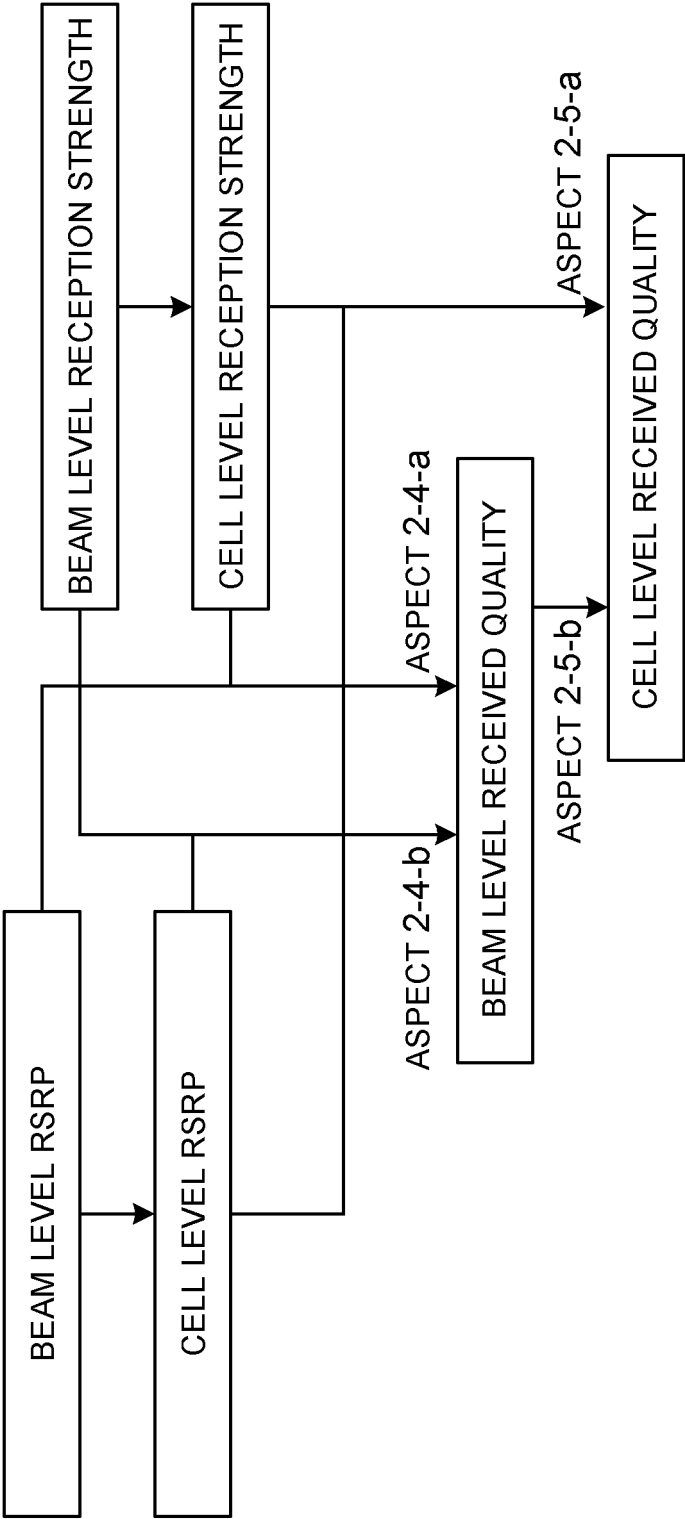 BEAM LEVEL RSRP
BEAM LEVEL RECEPTION STRENGTH
CELL LEVEL RSRP
CELL LEVEL RECEPTION STRENGTH
ASPECT 2-4-b
ASPECT 2-4-a
BEAM LEVEL RECEIVED QUALITY
ASPECT 2-5-b
ASPECT 2-5-a
CELL LEVEL RECEIVED QUALITY